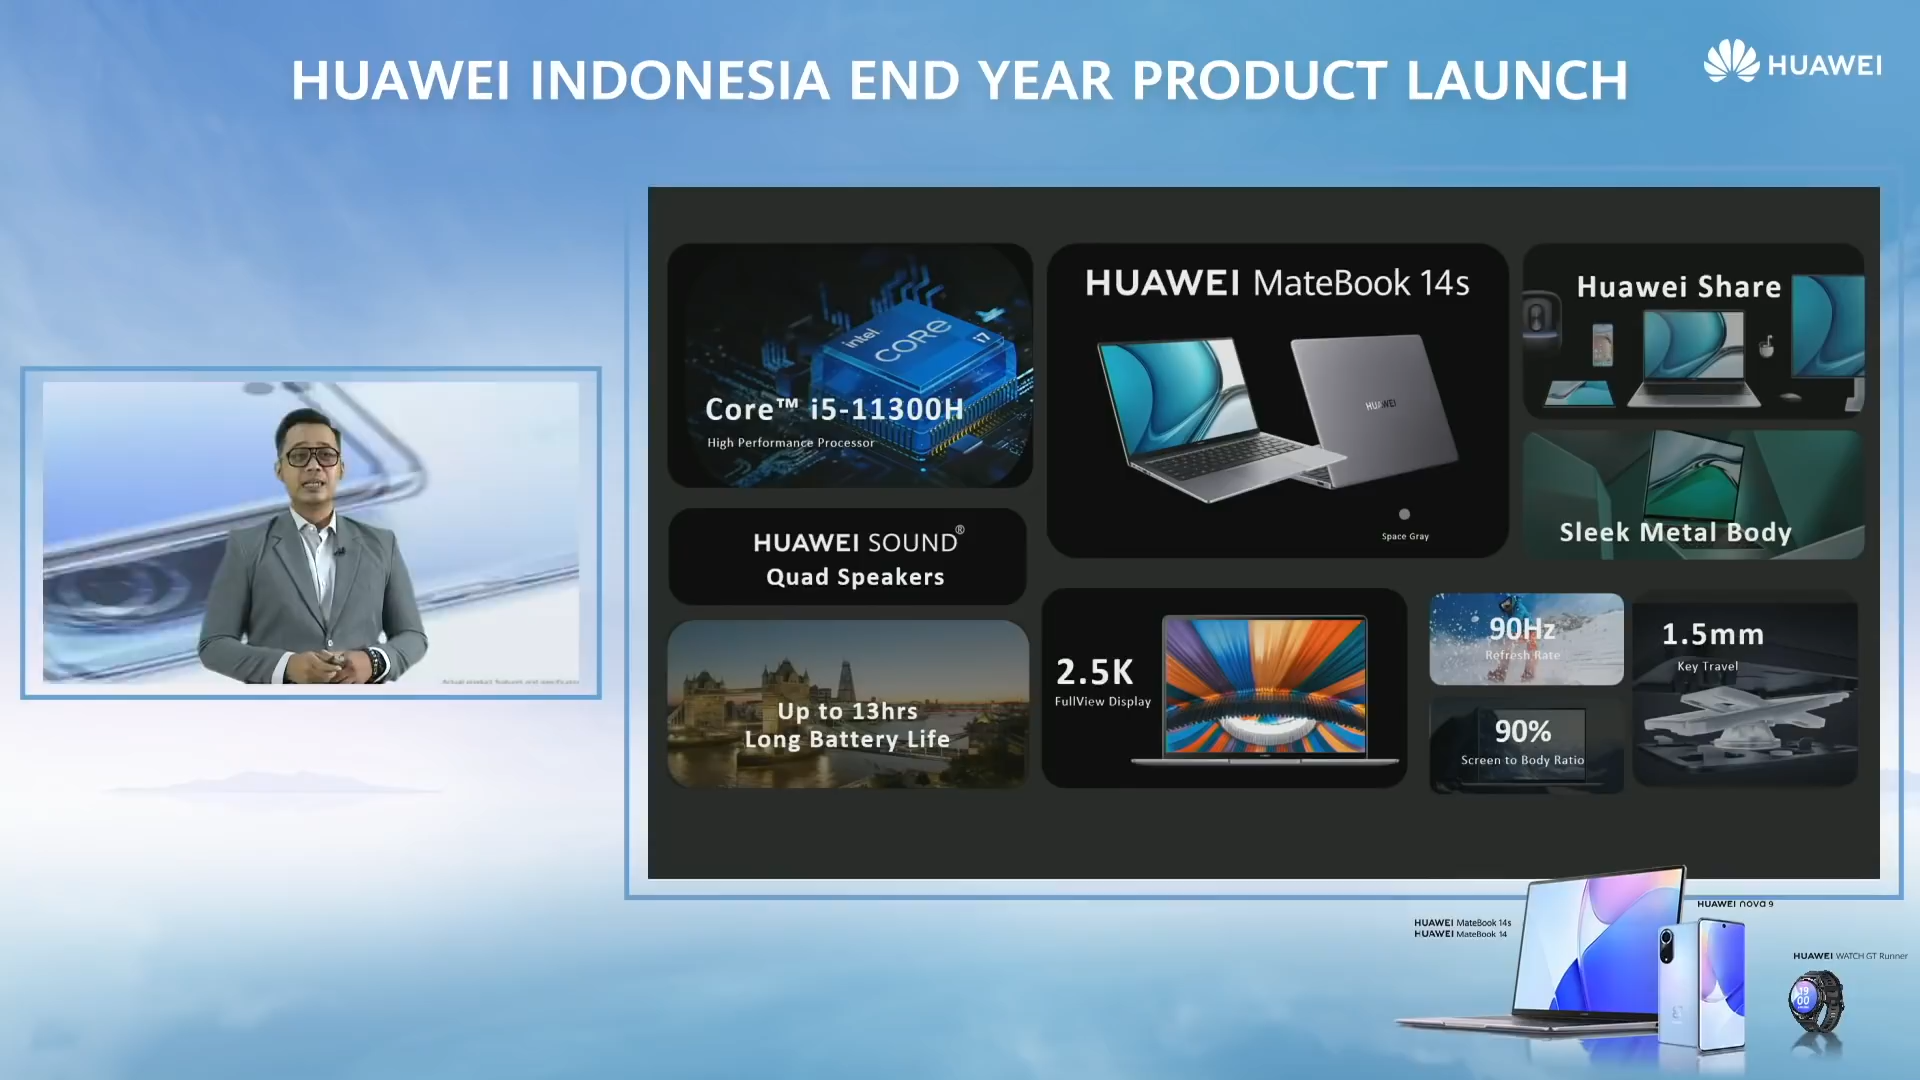 HUAWEI INDONESIA END YEAR PRODUCT LAUNCH
HUAWEI
intel
CORE
i7
Core™ i5-11300H
High Performance Processor
HUAWEI SOUND®
Quad Speakers
Up to 13hrs
Long Battery Life
HUAWEI MateBook 14s
HUAWEI
Space Gray
2.5K
FullView Display
Huawei Share
Sleek Metal Body
90Hz
Refresh Rate
90%
Screen to Body Ratio
1.5mm
Key Travel
HUAWEI MateBook 14s
HUAWEI MateBook 14
HUAWEI nova 9
HUAWEI WATCH GT Runner
19
00